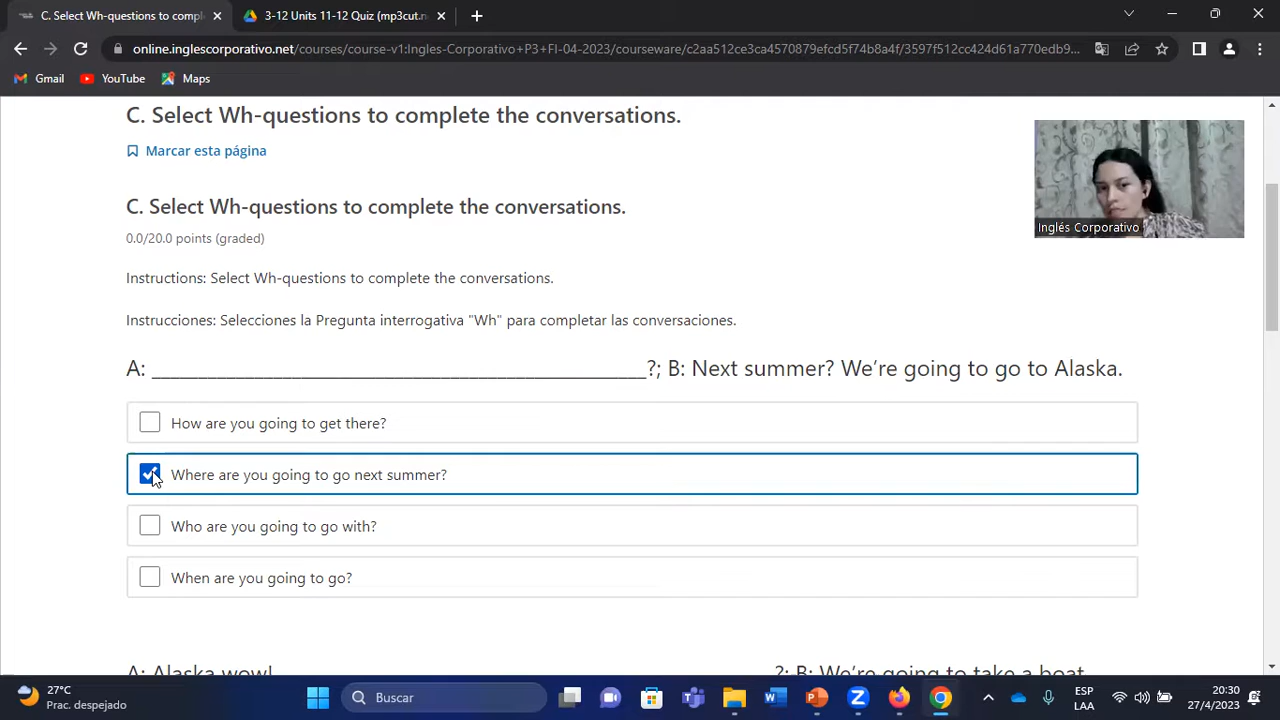 C. Select Wh-questions to compl
3-12 Units 11-12 Quiz (mp3cut.n
online.inglescorporativo.net/courses/course-v1:Ingles-Corporativo+P3+FI-04-2023/courseware/c2aa512ce3ca4570879efcd5f74b8a4f/3597f512cc424d61a770edb9...
Gmail
YouTube
Maps
C. Select Wh-questions to complete the conversations.
Marcar esta página
C. Select Wh-questions to complete the conversations.
0.0/20.0 points (graded)
Inglés Corporativo
Instructions: Select Wh-questions to complete the conversations.
Instrucciones: Selecciones la Pregunta interrogativa "Wh" para completar las conversaciones.
A: ________________________________________?; B: Next summer? We’re going to go to Alaska.
How are you going to get there?
Where are you going to go next summer?
Who are you going to go with?
When are you going to go?
A: Alaska wow! ________________________________________?; B: We’re going to take a boat
27°C
Prac. despejado
Buscar
ESP
LAA
20:30
27/4/2023